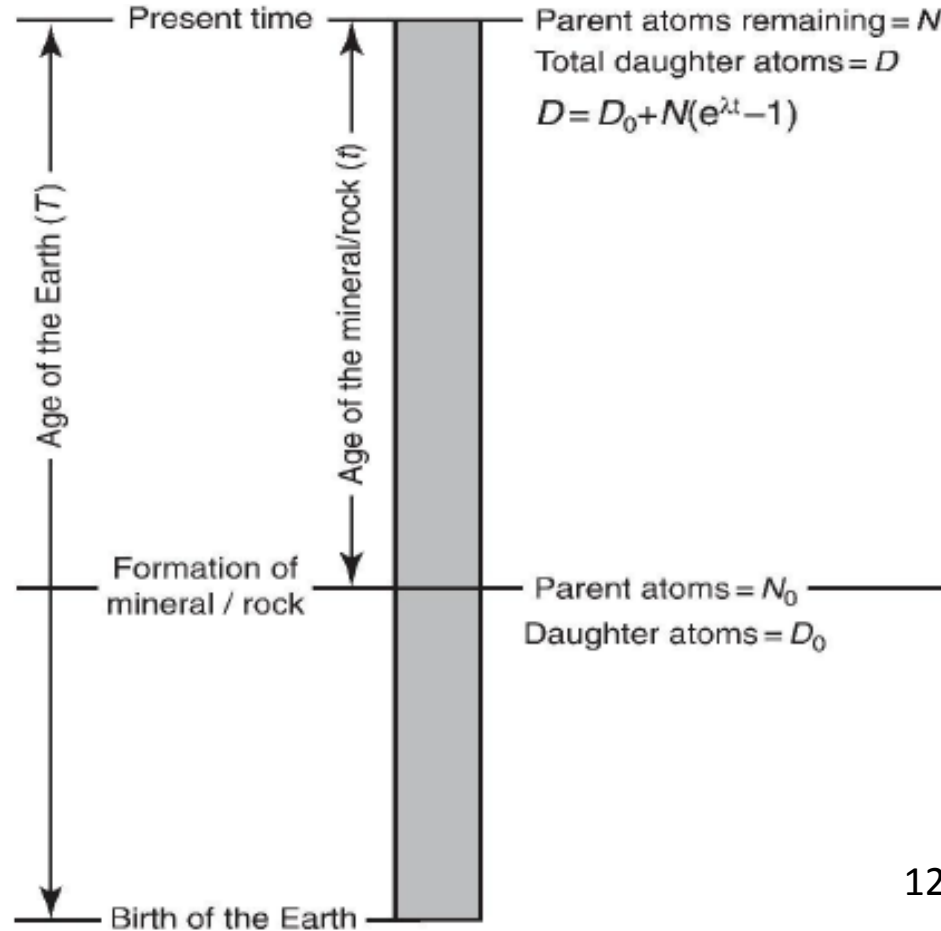 Present time
Parent atoms remaining = N
Total daughter atoms = D
D = D₀+N(e^λt−1)
Age of the Earth (T)
Age of the mineral/rock (t)
Formation of
mineral / rock
Parent atoms = N₀
Daughter atoms = D₀
12
Birth of the Earth